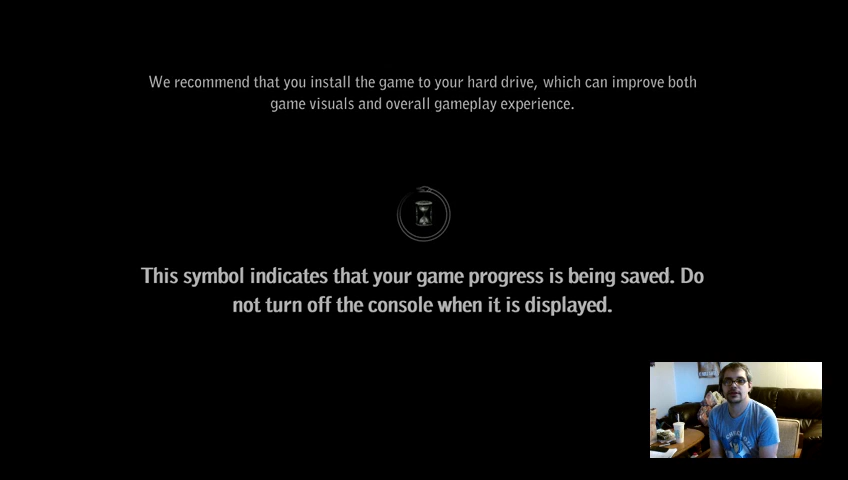 We recommend that you install the game to your hard drive, which can improve both
game visuals and overall gameplay experience.
This symbol indicates that your game progress is being saved. Do
not turn off the console when it is displayed.